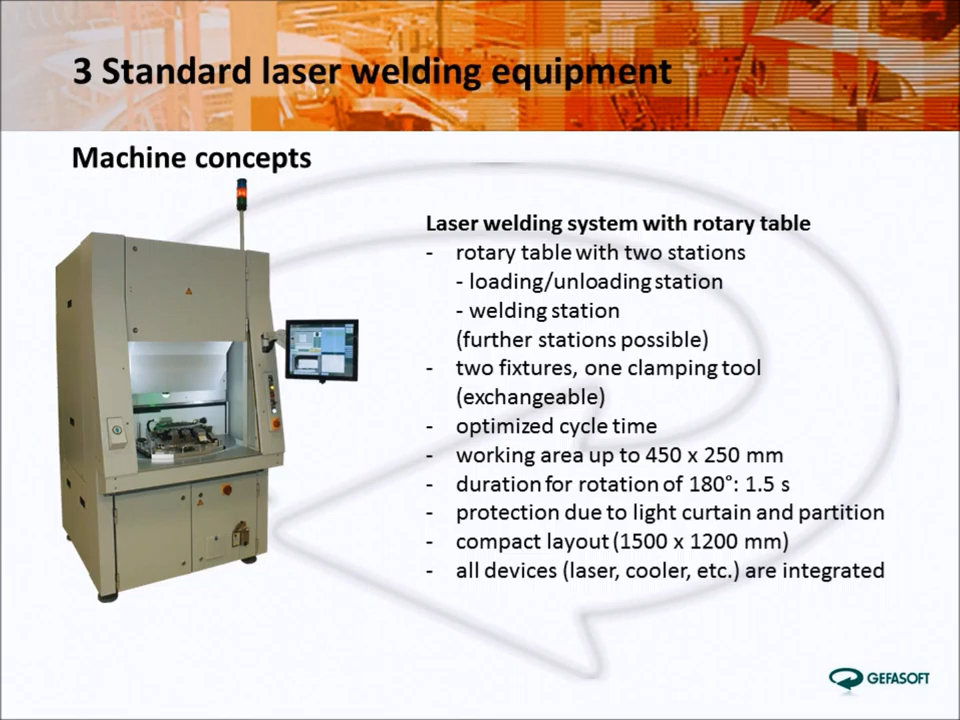 3 Standard laser welding equipment
Machine concepts
Laser welding system with rotary table
- rotary table with two stations
- loading/unloading station
- welding station
(further stations possible)
- two fixtures, one clamping tool
(exchangeable)
- optimized cycle time
- working area up to 450 x 250 mm
- duration for rotation of 180°: 1.5 s
- protection due to light curtain and partition
- compact layout (1500 x 1200 mm)
- all devices (laser, cooler, etc.) are integrated
GEFASOFT